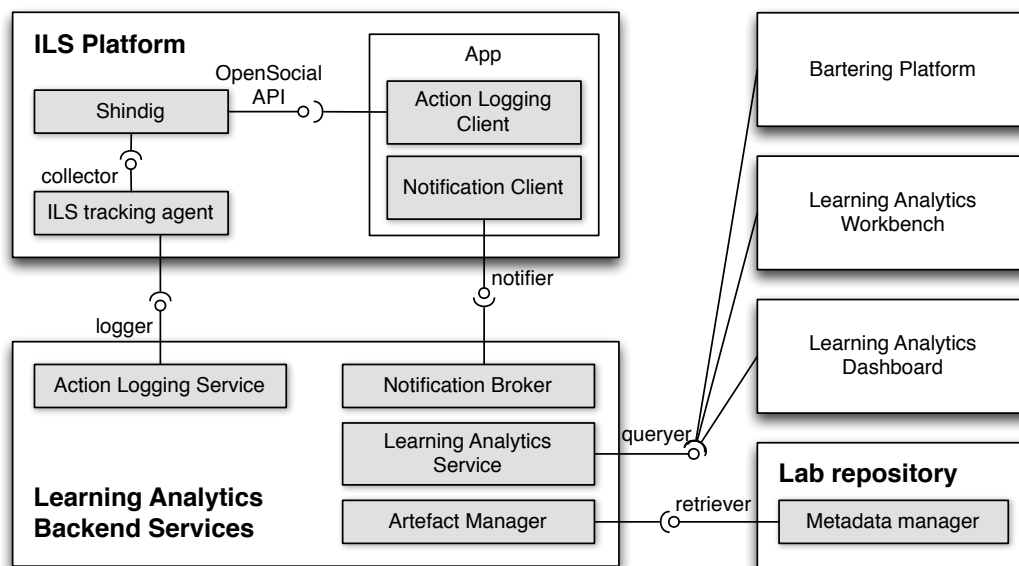 ILS Platform
App
OpenSocial
API
Shindig
Action Logging
Client
collector
Notification Client
ILS tracking agent
notifier
logger
Action Logging Service
Notification Broker
queryer
Learning Analytics
Service
Learning Analytics
Backend Services
Artefact Manager
retriever
Bartering Platform
Learning Analytics
Workbench
Learning Analytics
Dashboard
Lab repository
Metadata manager